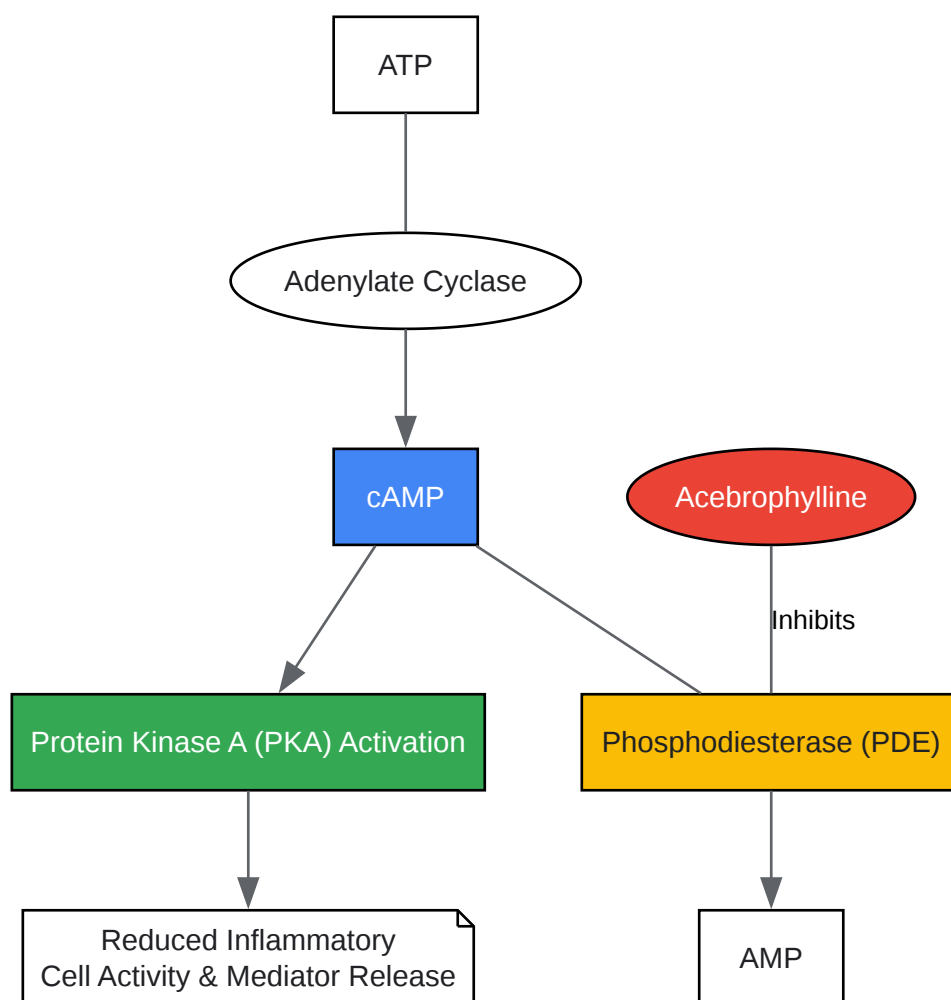 ATP
Adenylate Cyclase
cAMP
Acebrophylline
Inhibits
Protein Kinase A (PKA) Activation
Phosphodiesterase (PDE)
Reduced Inflammatory
Cell Activity & Mediator Release
AMP